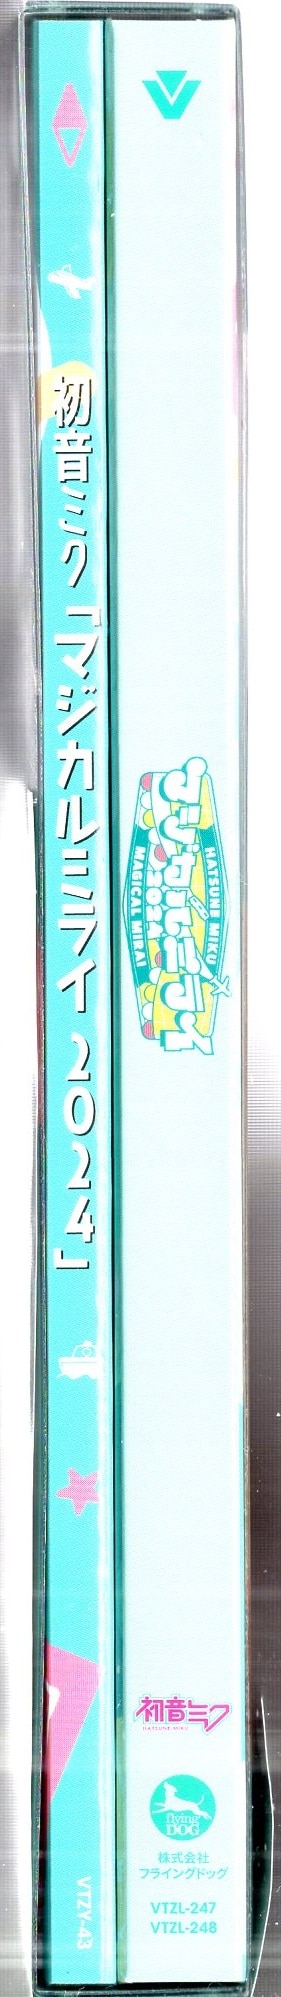 初音ミク「マジカルミライ 2024」
VTZY-43
HATSUNE MIKU
マジカルミライ
2024
MAGICAL MIRAI
初音ミク
HATSUNE MIKU
flying
DOG
株式会社
フライングドッグ
VTZL-247
VTZL-248